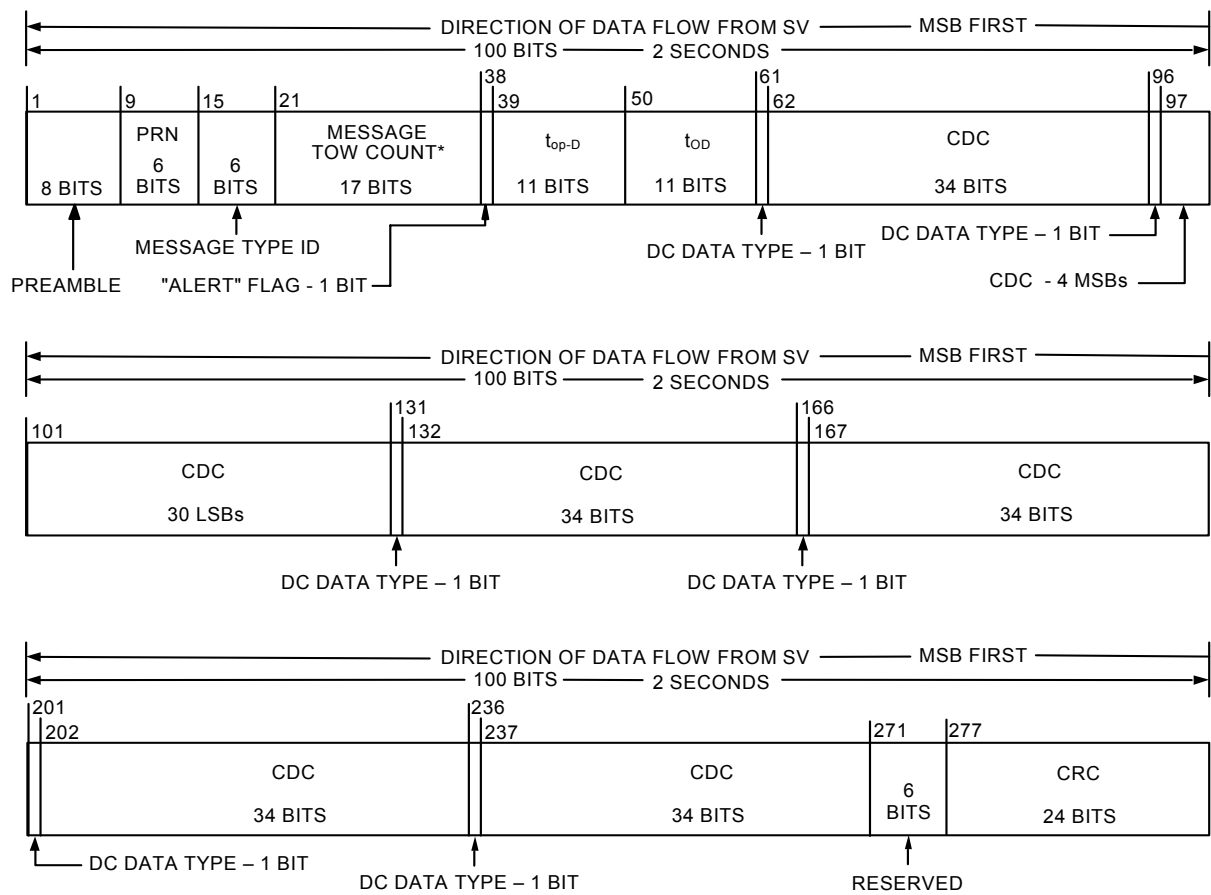 DIRECTION OF DATA FLOW FROM SV MSB FIRST
100 BITS 2 SECONDS
38 61 96
1 9 15 21 39 50 62 97
PRN
6
BITS
6
BITS
MESSAGE
TOW COUNT*
17 BITS
top-D
11 BITS
tOD
11 BITS
CDC
34 BITS
8 BITS
MESSAGE TYPE ID
DC DATA TYPE – 1 BIT
DC DATA TYPE – 1 BIT
PREAMBLE
"ALERT" FLAG - 1 BIT
CDC - 4 MSBs
DIRECTION OF DATA FLOW FROM SV MSB FIRST
100 BITS 2 SECONDS
131 166
101 132 167
CDC
30 LSBs
CDC
34 BITS
CDC
34 BITS
DC DATA TYPE – 1 BIT
DC DATA TYPE – 1 BIT
DIRECTION OF DATA FLOW FROM SV MSB FIRST
100 BITS 2 SECONDS
201 236
202 237 271 277
CDC
34 BITS
CDC
34 BITS
6
BITS
CRC
24 BITS
DC DATA TYPE – 1 BIT
DC DATA TYPE – 1 BIT
RESERVED